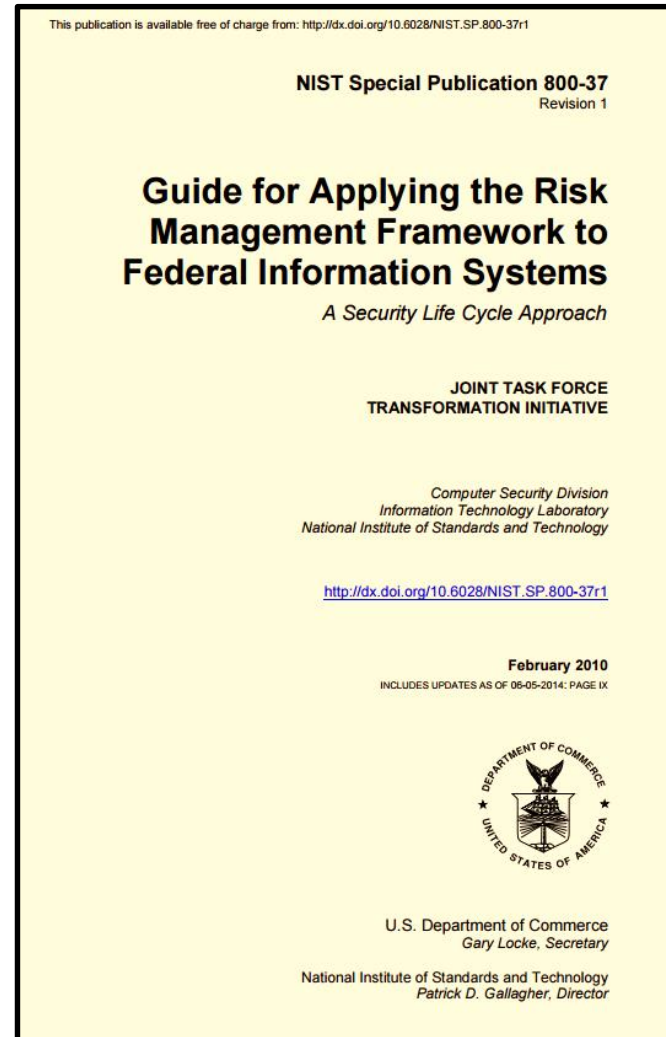 This publication is available free of charge from: http://dx.doi.org/10.6028/NIST.SP.800-37r1
NIST Special Publication 800-37
Revision 1
Guide for Applying the Risk
Management Framework to
Federal Information Systems
A Security Life Cycle Approach
JOINT TASK FORCE
TRANSFORMATION INITIATIVE
Computer Security Division
Information Technology Laboratory
National Institute of Standards and Technology
http://dx.doi.org/10.6028/NIST.SP.800-37r1
February 2010
INCLUDES UPDATES AS OF 06-05-2014: PAGE IX
DEPARTMENT OF COMMERCE
UNITED STATES OF AMERICA
U.S. Department of Commerce
Gary Locke, Secretary
National Institute of Standards and Technology
Patrick D. Gallagher, Director